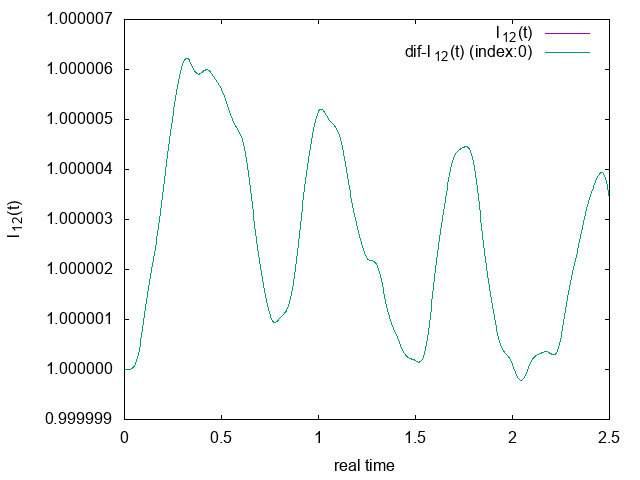 1.000007
1.000006
1.000005
1.000004
1.000003
1.000002
1.000001
1.000000
0.999999
I12(t)
dif-I12(t) (index:0)
I12(t)
0 0.5 1 1.5 2 2.5
real time